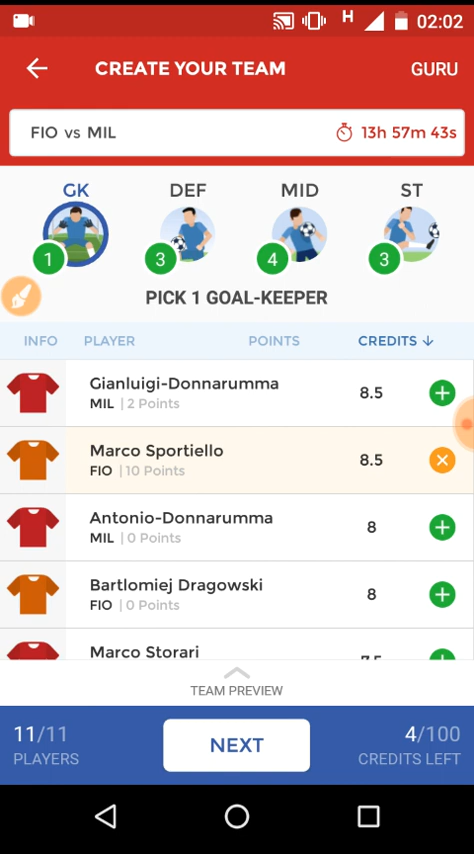 H 02:02
CREATE YOUR TEAM GURU
FIO vs MIL 13h 57m 43s
GK DEF MID ST
1 3 4 3
PICK 1 GOAL-KEEPER
INFO PLAYER POINTS CREDITS ↓
Gianluigi-Donnarumma
MIL | 2 Points
8.5
Marco Sportiello
FIO | 10 Points
8.5
Antonio-Donnarumma
MIL | 0 Points
8
Bartlomiej Dragowski
FIO | 0 Points
8
Marco Storari
7.5
TEAM PREVIEW
11/11
PLAYERS
NEXT
4/100
CREDITS LEFT